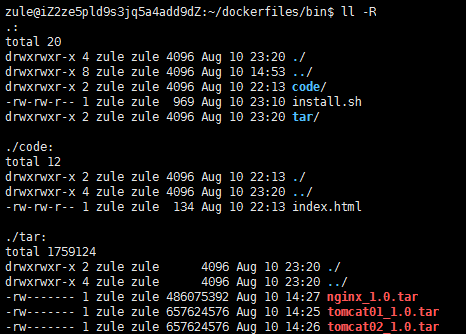 zule@iZ2ze5pld9s3jq5a4add9dZ:~/dockerfiles/bin$ ll -R
.:
total 20
drwxrwxr-x 4 zule zule 4096 Aug 10 23:20 ./
drwxrwxr-x 8 zule zule 4096 Aug 10 14:53 ../
drwxrwxr-x 2 zule zule 4096 Aug 10 22:13 code/
-rw-rw-r-- 1 zule zule  969 Aug 10 23:10 install.sh
drwxrwxr-x 2 zule zule 4096 Aug 10 23:20 tar/

./code:
total 12
drwxrwxr-x 2 zule zule 4096 Aug 10 22:13 ./
drwxrwxr-x 4 zule zule 4096 Aug 10 23:20 ../
-rw-rw-r-- 1 zule zule  134 Aug 10 22:13 index.html

./tar:
total 1759124
drwxrwxr-x 2 zule zule      4096 Aug 10 23:20 ./
drwxrwxr-x 4 zule zule      4096 Aug 10 23:20 ../
-rw------- 1 zule zule 486075392 Aug 10 14:27 nginx_1.0.tar
-rw------- 1 zule zule 657624576 Aug 10 14:25 tomcat01_1.0.tar
-rw------- 1 zule zule 657624576 Aug 10 14:26 tomcat02_1.0.tar